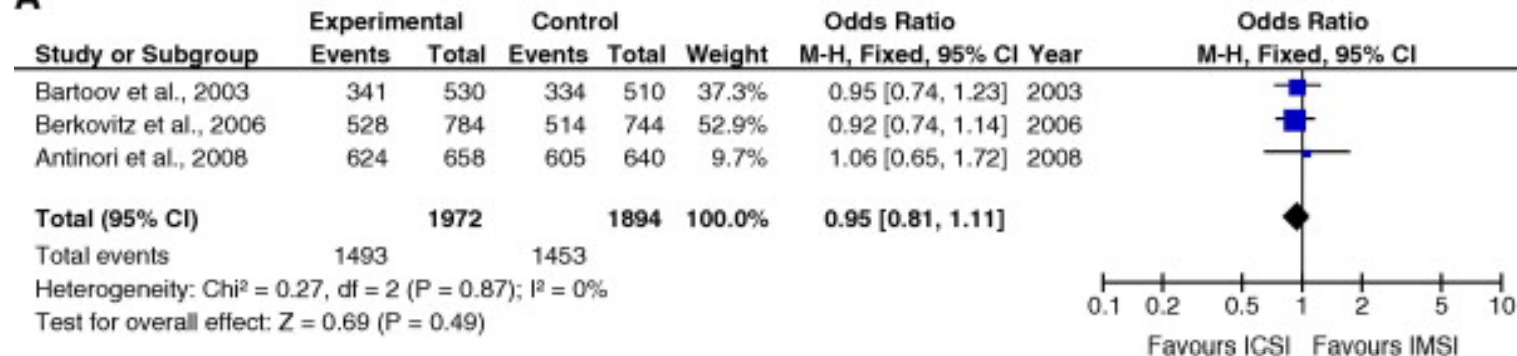 A
Experimental Control Odds Ratio Odds Ratio
Study or Subgroup Events Total Events Total Weight M-H, Fixed, 95% CI Year M-H, Fixed, 95% CI
Bartoov et al., 2003 341 530 334 510 37.3% 0.95 [0.74, 1.23] 2003
Berkovitz et al., 2006 528 784 514 744 52.9% 0.92 [0.74, 1.14] 2006
Antinori et al., 2008 624 658 605 640 9.7% 1.06 [0.65, 1.72] 2008
Total (95% CI) 1972 1894 100.0% 0.95 [0.81, 1.11]
Total events 1493 1453
Heterogeneity: Chi² = 0.27, df = 2 (P = 0.87); I² = 0%
Test for overall effect: Z = 0.69 (P = 0.49)
0.1 0.2 0.5 1 2 5 10
Favours ICSI Favours IMSI